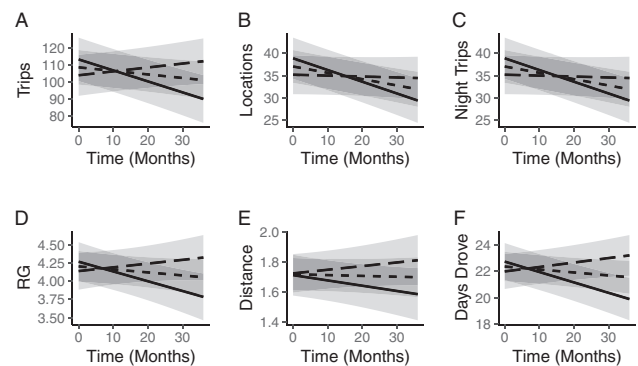 A
Trips
120
110
100
90
80
0 10 20 30
Time (Months)
B
Locations
40
35
30
25
0 10 20 30
Time (Months)
C
Night Trips
40
35
30
25
0 10 20 30
Time (Months)
D
RG
4.50
4.25
4.00
3.75
3.50
0 10 20 30
Time (Months)
E
Distance
2.0
1.8
1.6
1.4
0 10 20 30
Time (Months)
F
Days Drove
24
22
20
18
0 10 20 30
Time (Months)